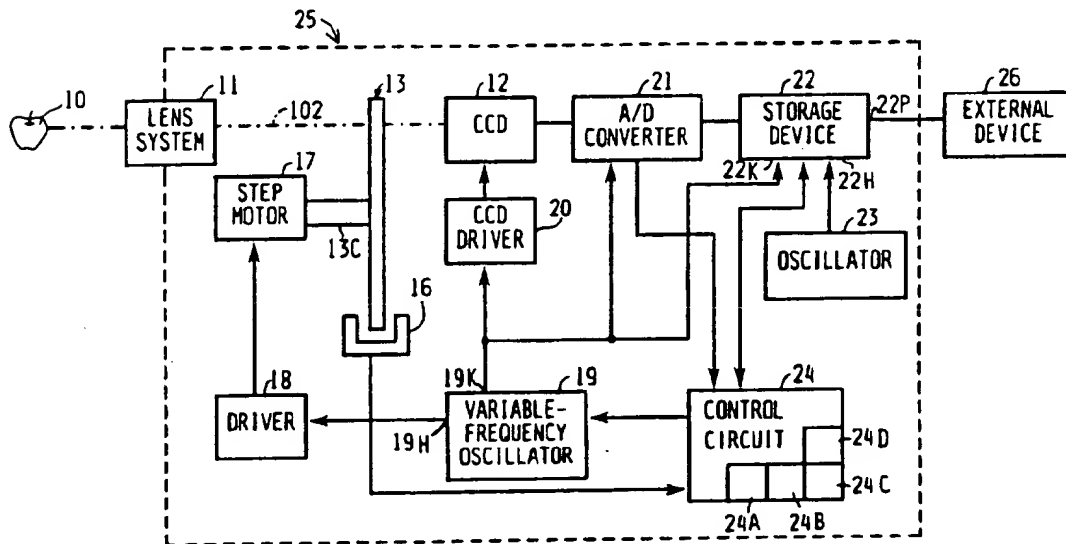 25
10
11
LENS
SYSTEM
102
13
12
CCD
21
A/D
CONVERTER
22
STORAGE
DEVICE
22P
26
EXTERNAL
DEVICE
22K
22H
17
STEP
MOTOR
13C
CCD
DRIVER
20
23
OSCILLATOR
16
18
DRIVER
19K
19
19H
VARIABLE-
FREQUENCY
OSCILLATOR
24
CONTROL
CIRCUIT
24D
24C
24A
24B